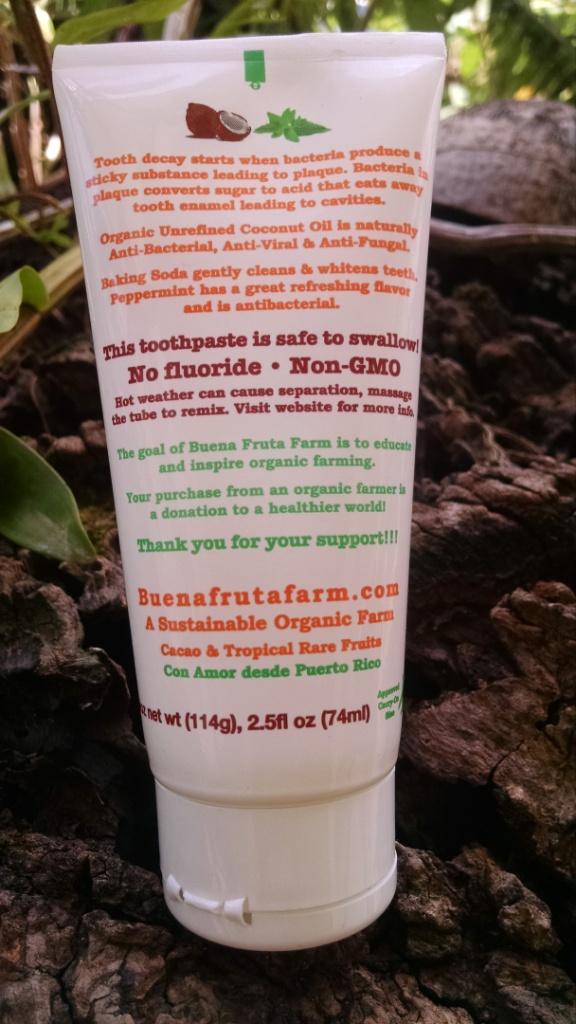 Tooth decay starts when bacteria produce a
sticky substance leading to plaque. Bacteria in
plaque converts sugar to acid that eats away
tooth enamel leading to cavities.
Organic Unrefined Coconut Oil is naturally
Anti-Bacterial, Anti-Viral & Anti-Fungal.
Baking Soda gently cleans & whitens teeth.
Peppermint has a great refreshing flavor
and is antibacterial.
This toothpaste is safe to swallow!
No fluoride • Non-GMO
Hot weather can cause separation, massage
the tube to remix. Visit website for more info.
The goal of Buena Fruta Farm is to educate
and inspire organic farming.
Your purchase from an organic farmer is
a donation to a healthier world!
Thank you for your support!!!
Buenafrutafarm.com
A Sustainable Organic Farm
Cacao & Tropical Rare Fruits
Con Amor desde Puerto Rico
net wt (114g), 2.5fl oz (74ml)
Approved
Carry-On